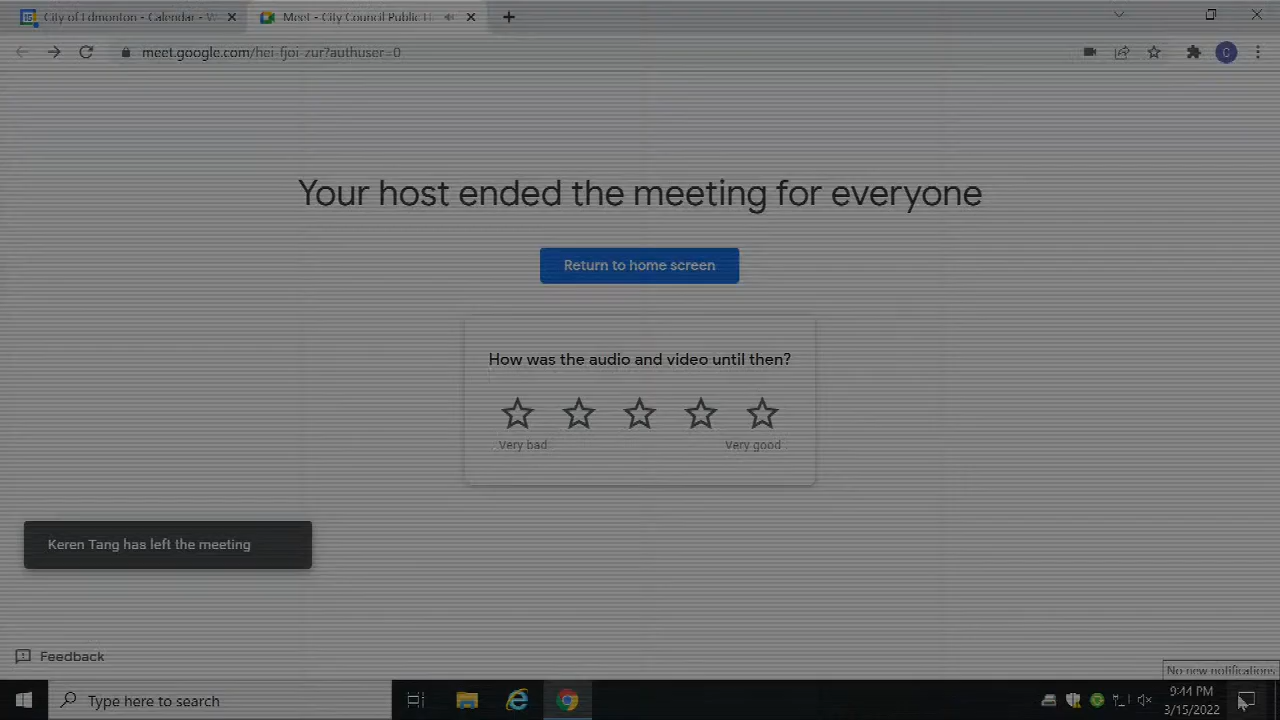 City of Edmonton - Calendar - W
Meet - City Council Public H
meet.google.com/hei-fjoi-zur?authuser=0
C
Your host ended the meeting for everyone
Return to home screen
How was the audio and video until then?
Very bad
Very good
Keren Tang has left the meeting
Feedback
No new notifications
Type here to search
9:44 PM
3/15/2022